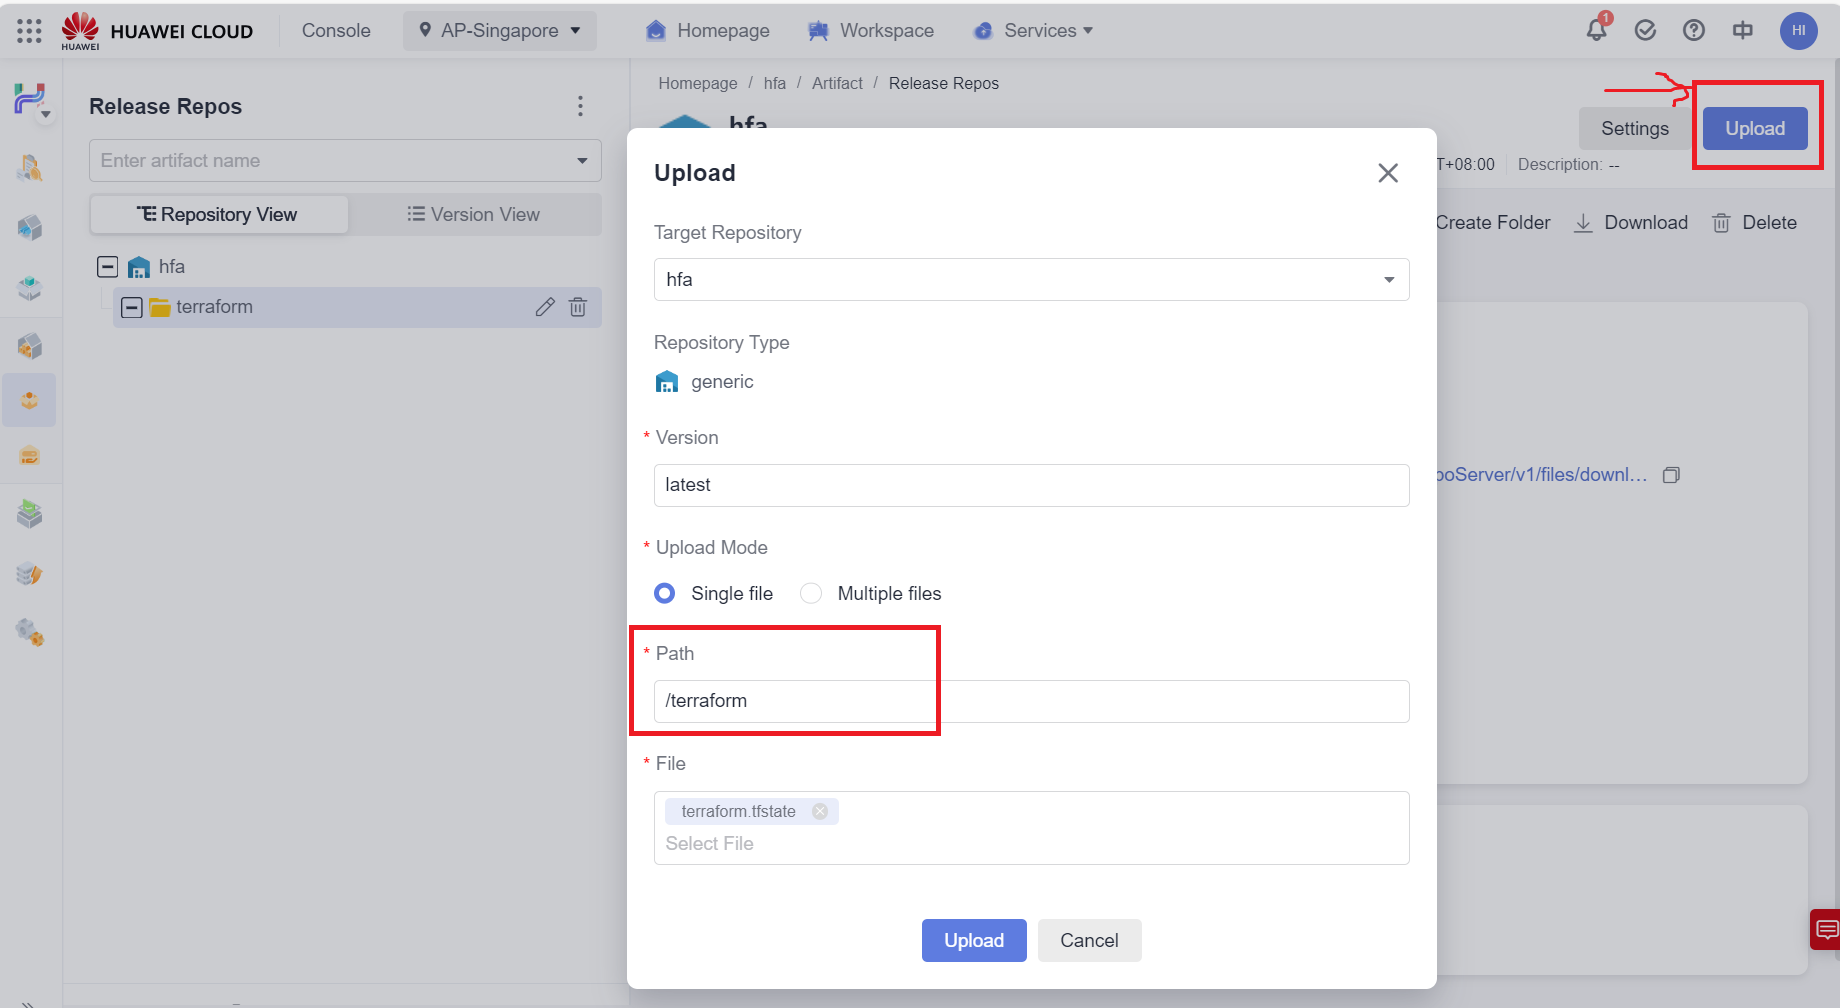 HUAWEI
HUAWEI CLOUD
Console
AP-Singapore
Homepage
Workspace
Services
1
HI
Release Repos
Enter artifact name
Repository View
Version View
hfa
terraform
Homepage / hfa / Artifact / Release Repos
hfa
Settings
Upload
T+08:00
Description: --
Create Folder
Download
Delete
boServer/v1/files/downl...
Upload
Target Repository
hfa
Repository Type
generic
* Version
latest
* Upload Mode
Single file
Multiple files
* Path
/terraform
* File
terraform.tfstate
Select File
Upload
Cancel